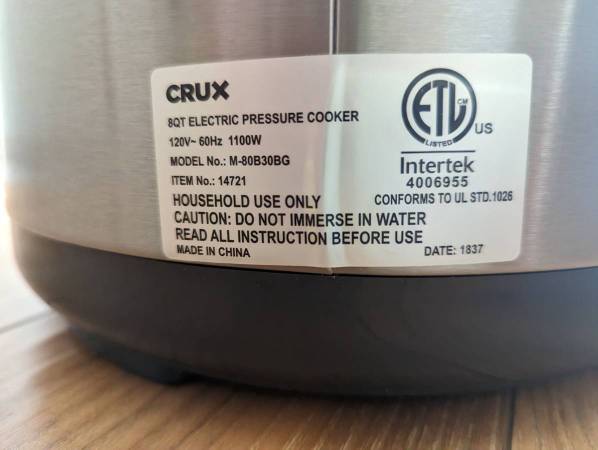 CRUX
8QT ELECTRIC PRESSURE COOKER
120V~ 60Hz 1100W
MODEL No.: M-80B30BG
ITEM No.: 14721
HOUSEHOLD USE ONLY
CAUTION: DO NOT IMMERSE IN WATER
READ ALL INSTRUCTION BEFORE USE
MADE IN CHINA
ETL CM
LISTED
US
Intertek
4006955
CONFORMS TO UL STD.1026
DATE: 1837